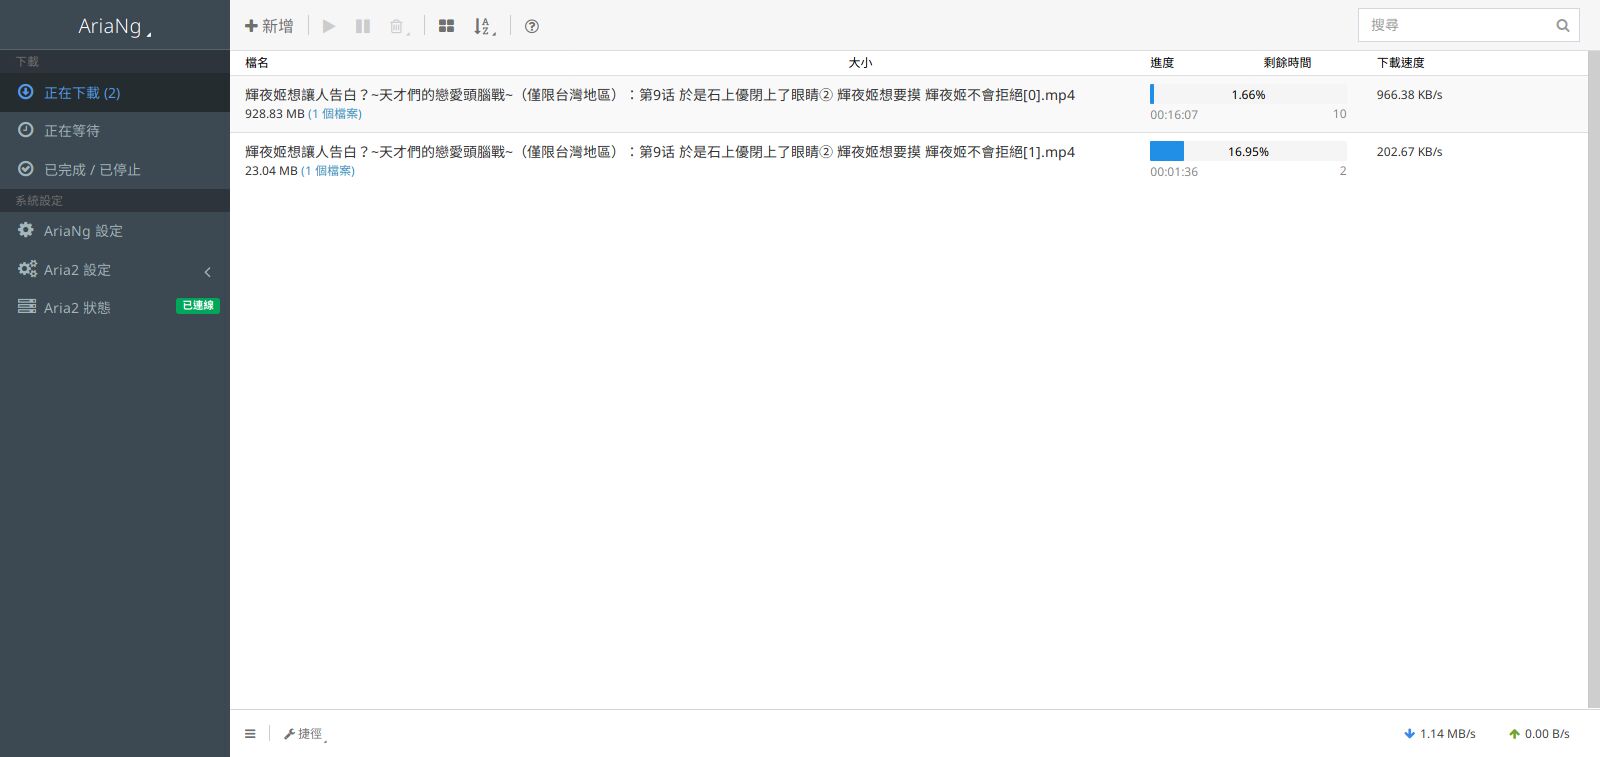 AriaNg
新增
搜尋
下載
正在下載 (2)
正在等待
已完成 / 已停止
系統設定
AriaNg 設定
Aria2 設定
Aria2 狀態 已連線
檔名 大小 進度 剩餘時間 下載速度
輝夜姬想讓人告白？~天才們的戀愛頭腦戰~（僅限台灣地區）：第9话 於是石上優閉上了眼睛② 輝夜姬想要摸 輝夜姬不會拒絕[0].mp4 1.66% 966.38 KB/s
928.83 MB (1 個檔案) 00:16:07 10
輝夜姬想讓人告白？~天才們的戀愛頭腦戰~（僅限台灣地區）：第9话 於是石上優閉上了眼睛② 輝夜姬想要摸 輝夜姬不會拒絕[1].mp4 16.95% 202.67 KB/s
23.04 MB (1 個檔案) 00:01:36 2
捷徑 1.14 MB/s 0.00 B/s